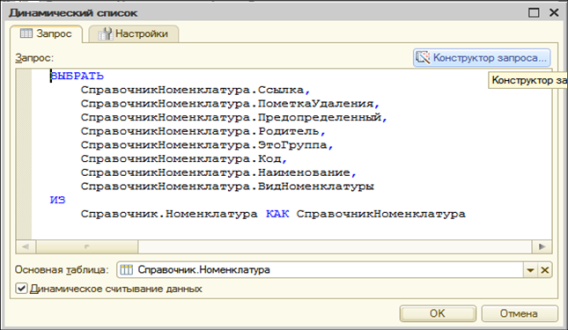 Динамический список
Запрос
Настройки
Запрос:
Конструктор запроса...
Конструктор за
ВЫБРАТЬ
СправочникНоменклатура.Ссылка,
СправочникНоменклатура.ПометкаУдаления,
СправочникНоменклатура.Предопределенный,
СправочникНоменклатура.Родитель,
СправочникНоменклатура.ЭтоГруппа,
СправочникНоменклатура.Код,
СправочникНоменклатура.Наименование,
СправочникНоменклатура.ВидНоменклатуры
ИЗ
Справочник.Номенклатура КАК СправочникНоменклатура
Основная таблица:
Справочник.Номенклатура
Динамическое считывание данных
OK
Отмена